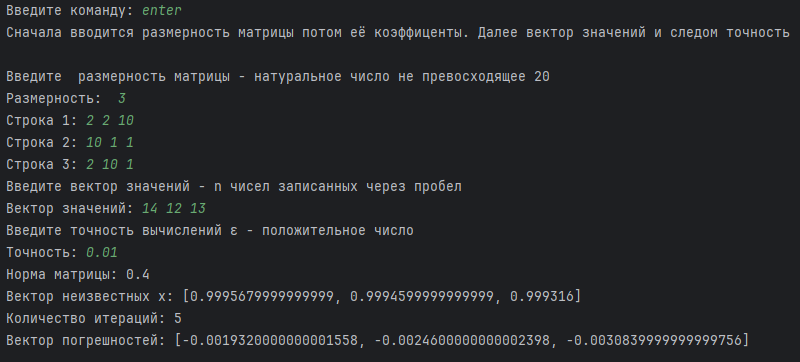 Введите команду: enter
Сначала вводится размерность матрицы потом её коэффиценты. Далее вектор значений и следом точность
Введите  размерность матрицы - натуральное число не превосходящее 20
Размерность:  3
Строка 1: 2 2 10
Строка 2: 10 1 1
Строка 3: 2 10 1
Введите вектор значений - n чисел записанных через пробел
Вектор значений: 14 12 13
Введите точность вычислений ε - положительное число
Точность: 0.01
Норма матрицы: 0.4
Вектор неизвестных x: [0.9995679999999999, 0.9994599999999999, 0.999316]
Количество итераций: 5
Вектор погрешностей: [-0.0019320000000001558, -0.0024600000000002398, -0.0030839999999999756]